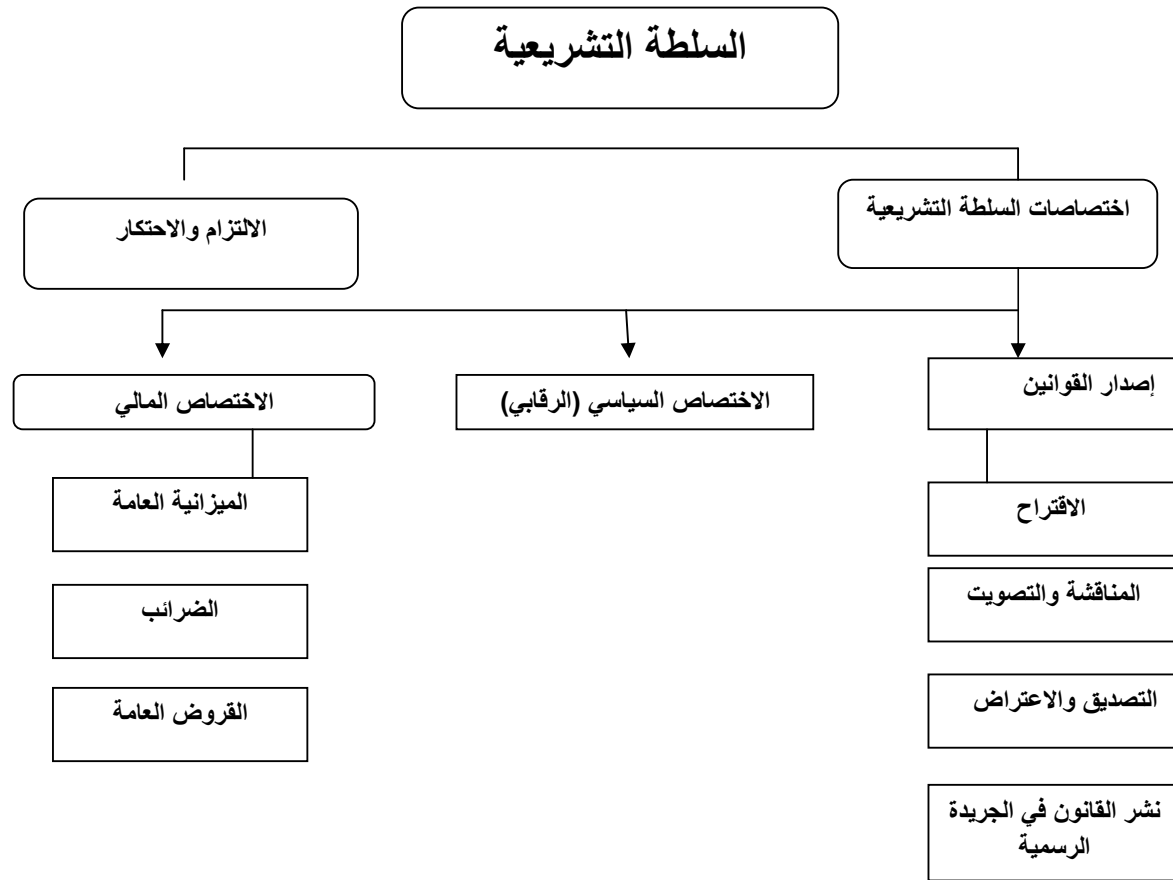 السلطة التشريعية
اختصاصات السلطة التشريعية
الالتزام والاحتكار
إصدار القوانين
الاختصاص السياسي (الرقابي)
الاختصاص المالي
الاقتراح
المناقشة والتصويت
التصديق والاعتراض
نشر القانون في الجريدة
الرسمية
الميزانية العامة
الضرائب
القروض العامة